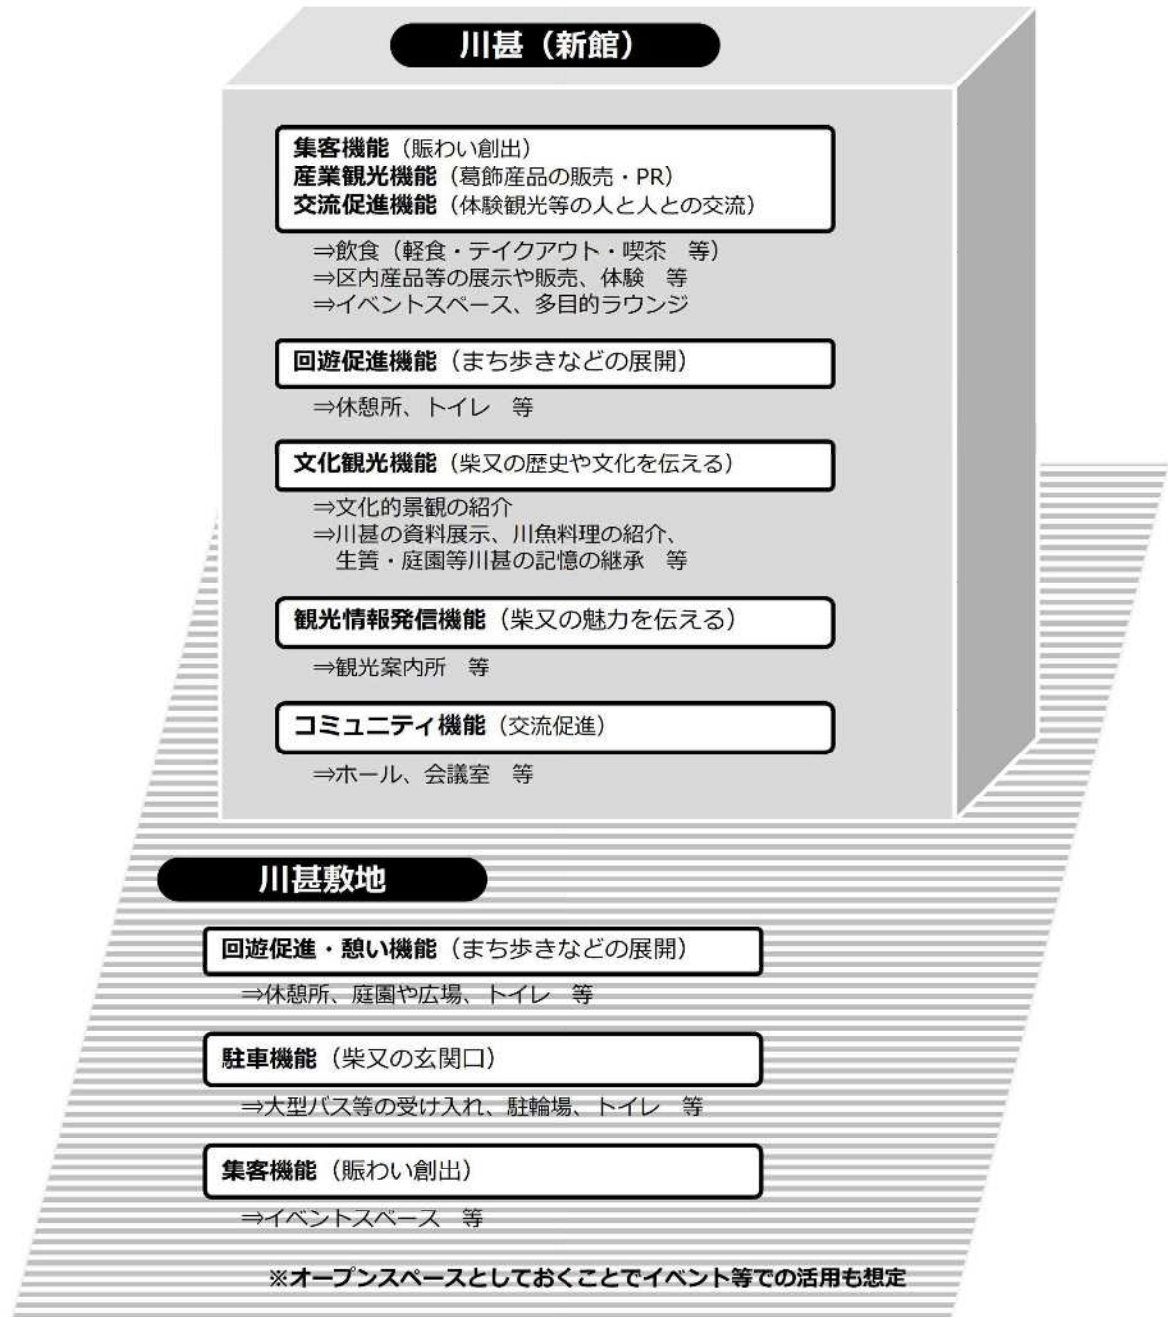 川甚（新館）
集客機能（賑わい創出）
産業観光機能（葛飾産品の販売・PR）
交流促進機能（体験観光等の人と人との交流）
⇒飲食（軽食・テイクアウト・喫茶　等）
⇒区内産品等の展示や販売、体験　等
⇒イベントスペース、多目的ラウンジ
回遊促進機能（まち歩きなどの展開）
⇒休憩所、トイレ　等
文化観光機能（柴又の歴史や文化を伝える）
⇒文化的景観の紹介
⇒川甚の資料展示、川魚料理の紹介、
生簀・庭園等川甚の記憶の継承　等
観光情報発信機能（柴又の魅力を伝える）
⇒観光案内所　等
コミュニティ機能（交流促進）
⇒ホール、会議室　等
川甚敷地
回遊促進・憩い機能（まち歩きなどの展開）
⇒休憩所、庭園や広場、トイレ　等
駐車機能（柴又の玄関口）
⇒大型バス等の受け入れ、駐輪場、トイレ　等
集客機能（賑わい創出）
⇒イベントスペース　等
※オープンスペースとしておくことでイベント等での活用も想定